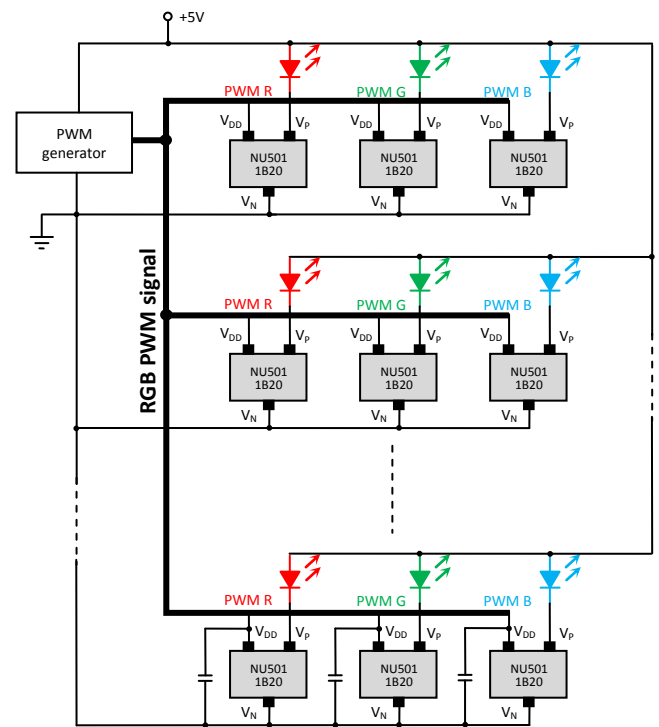 +5V
PWM R
PWM G
PWM B
PWM
generator
VDD
VP
VDD
VP
VDD
VP
NU501
1B20
NU501
1B20
NU501
1B20
VN
VN
VN
RGB PWM signal
PWM R
PWM G
PWM B
VDD
VP
VDD
VP
VDD
VP
NU501
1B20
NU501
1B20
NU501
1B20
VN
VN
VN
PWM R
PWM G
PWM B
VDD
VP
VDD
VP
VDD
VP
NU501
1B20
NU501
1B20
NU501
1B20
VN
VN
VN